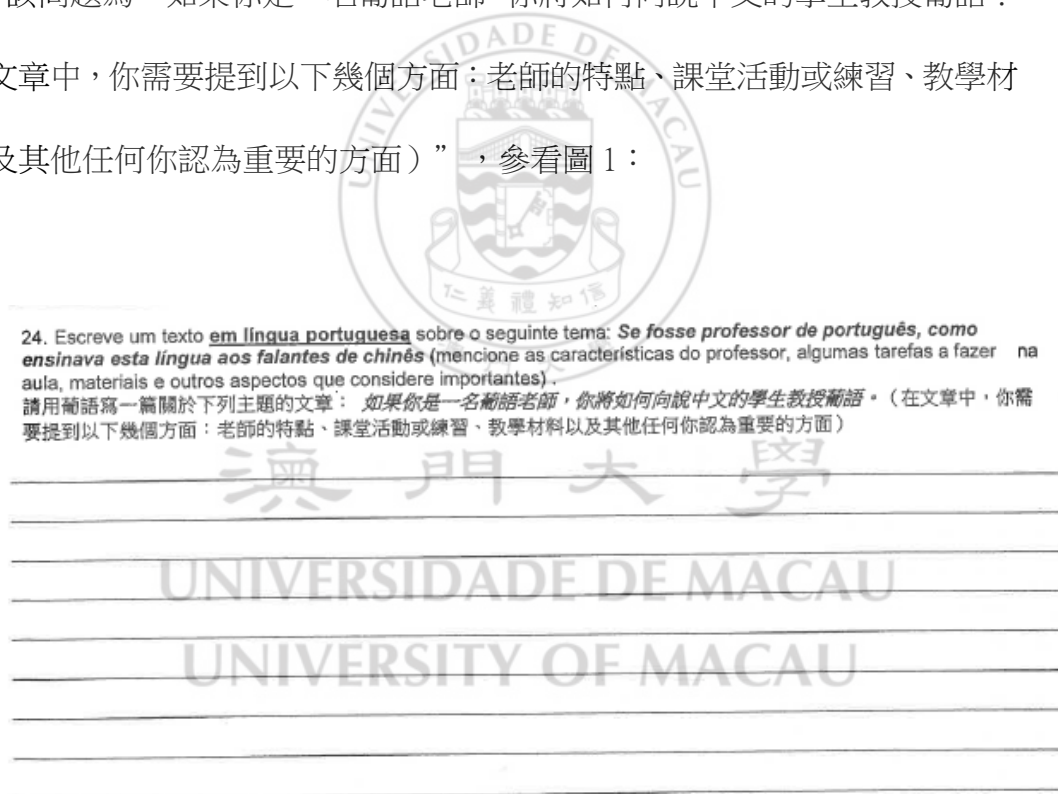 該問題為“如果你是一名葡語老師，你將如何向說中文的學生教授葡語？
文章中，你需要提到以下幾個方面：老師的特點、課堂活動或練習、教學材
及其他任何你認為重要的方面）”，參看圖 1：
UNIVERSIDADE DE MACAU
仁義禮知信
24. Escreve um texto em língua portuguesa sobre o seguinte tema: Se fosse professor de português, como
ensinava esta língua aos falantes de chinês (mencione as características do professor, algumas tarefas a fazer na
aula, materiais e outros aspectos que considere importantes) .
請用葡語寫一篇關於下列主題的文章： 如果你是一名葡語老師，你將如何向說中文的學生教授葡語。（在文章中，你需
要提到以下幾個方面：老師的特點、課堂活動或練習、教學材料以及其他任何你認為重要的方面）
澳門大學
UNIVERSIDADE DE MACAU
UNIVERSITY OF MACAU